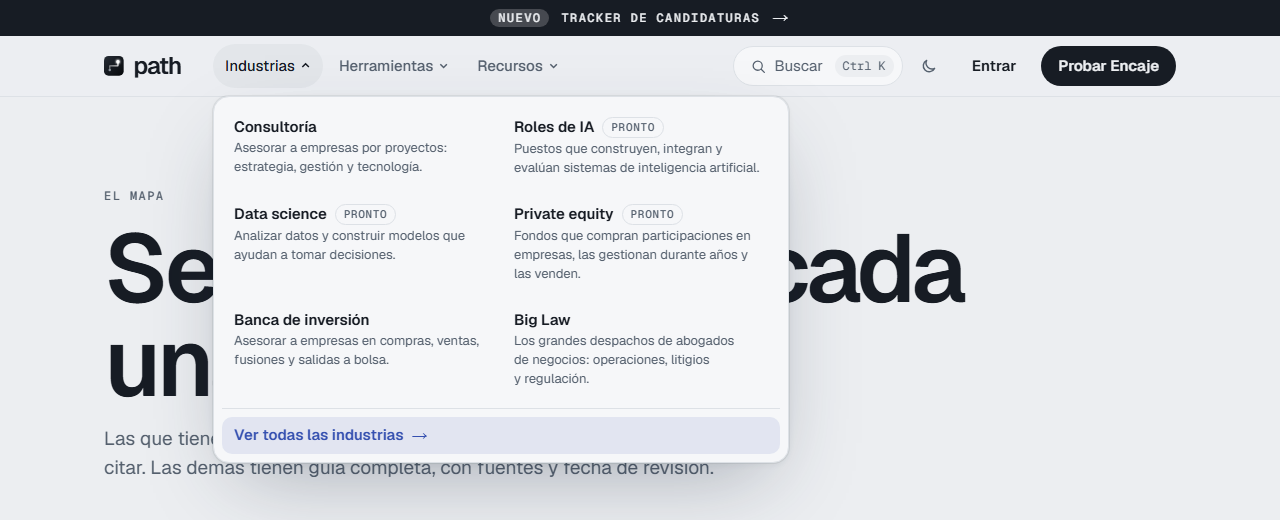 NUEVO TRACKER DE CANDIDATURAS →
path Industrias Herramientas Recursos Buscar Ctrl K Entrar Probar Encaje
Consultoría
Asesorar a empresas por proyectos:
estrategia, gestión y tecnología.
Roles de IA PRONTO
Puestos que construyen, integran y
evalúan sistemas de inteligencia artificial.
EL MAPA
Data science PRONTO
Analizar datos y construir modelos que
ayudan a tomar decisiones.
Private equity PRONTO
Fondos que compran participaciones en
empresas, las gestionan durante años y
las venden.
Se cada
un
Banca de inversión
Asesorar a empresas en compras, ventas,
fusiones y salidas a bolsa.
Big Law
Los grandes despachos de abogados
de negocios: operaciones, litigios
y regulación.
Ver todas las industrias →
Las que
citar. Las demás tienen guía completa, con fuentes y fecha de revisión.